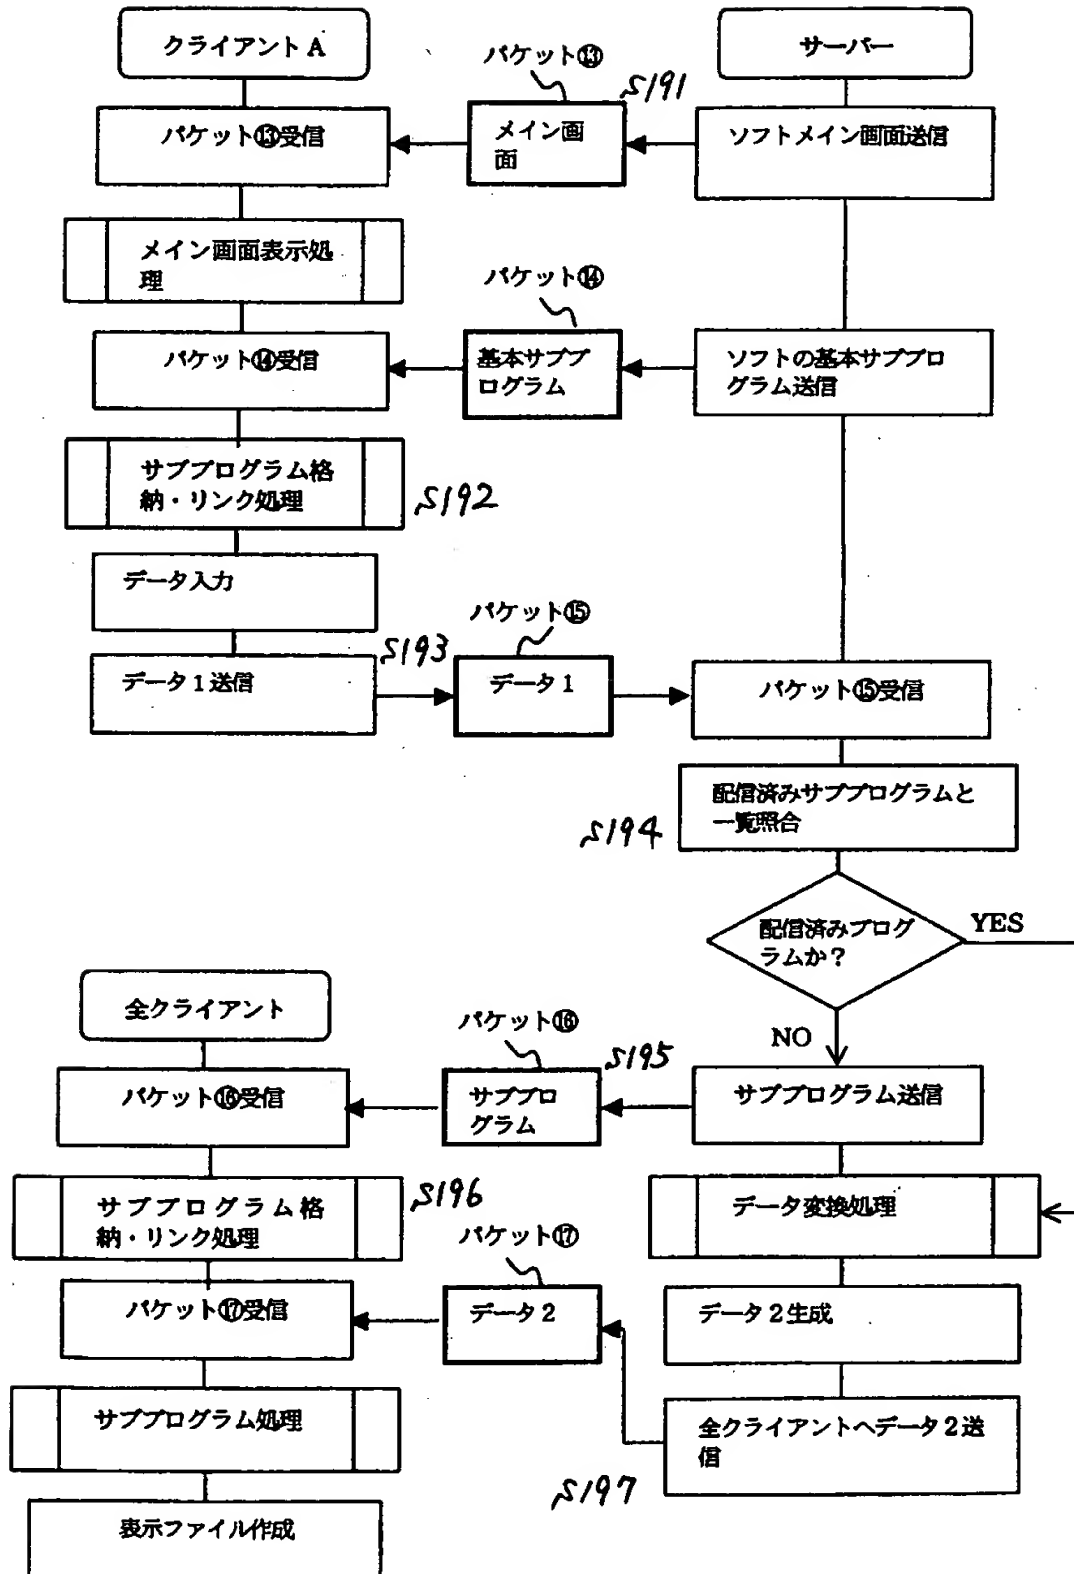 クライアントA
サーバー
パケット⑬
S191
パケット⑬受信
メイン画
面
ソフトメイン画面送信
メイン画面表示処
理
パケット⑭
パケット⑭受信
基本サブプ
ログラム
ソフトの基本サブプロ
グラム送信
サブプログラム格
納・リンク処理
S192
データ入力
パケット⑮
データ1送信
S193
データ1
パケット⑮受信
配信済みサブプログラムと
一覧照合
S194
配信済みプログ
ラムか?
YES
NO
全クライアント
パケット⑯
S195
パケット⑯受信
サブプロ
グラム
サブプログラム送信
サブプログラム格
納・リンク処理
S196
データ変換処理
パケット⑰
パケット⑰受信
データ2
データ2生成
サブプログラム処理
全クライアントへデータ2送
信
S197
表示ファイル作成